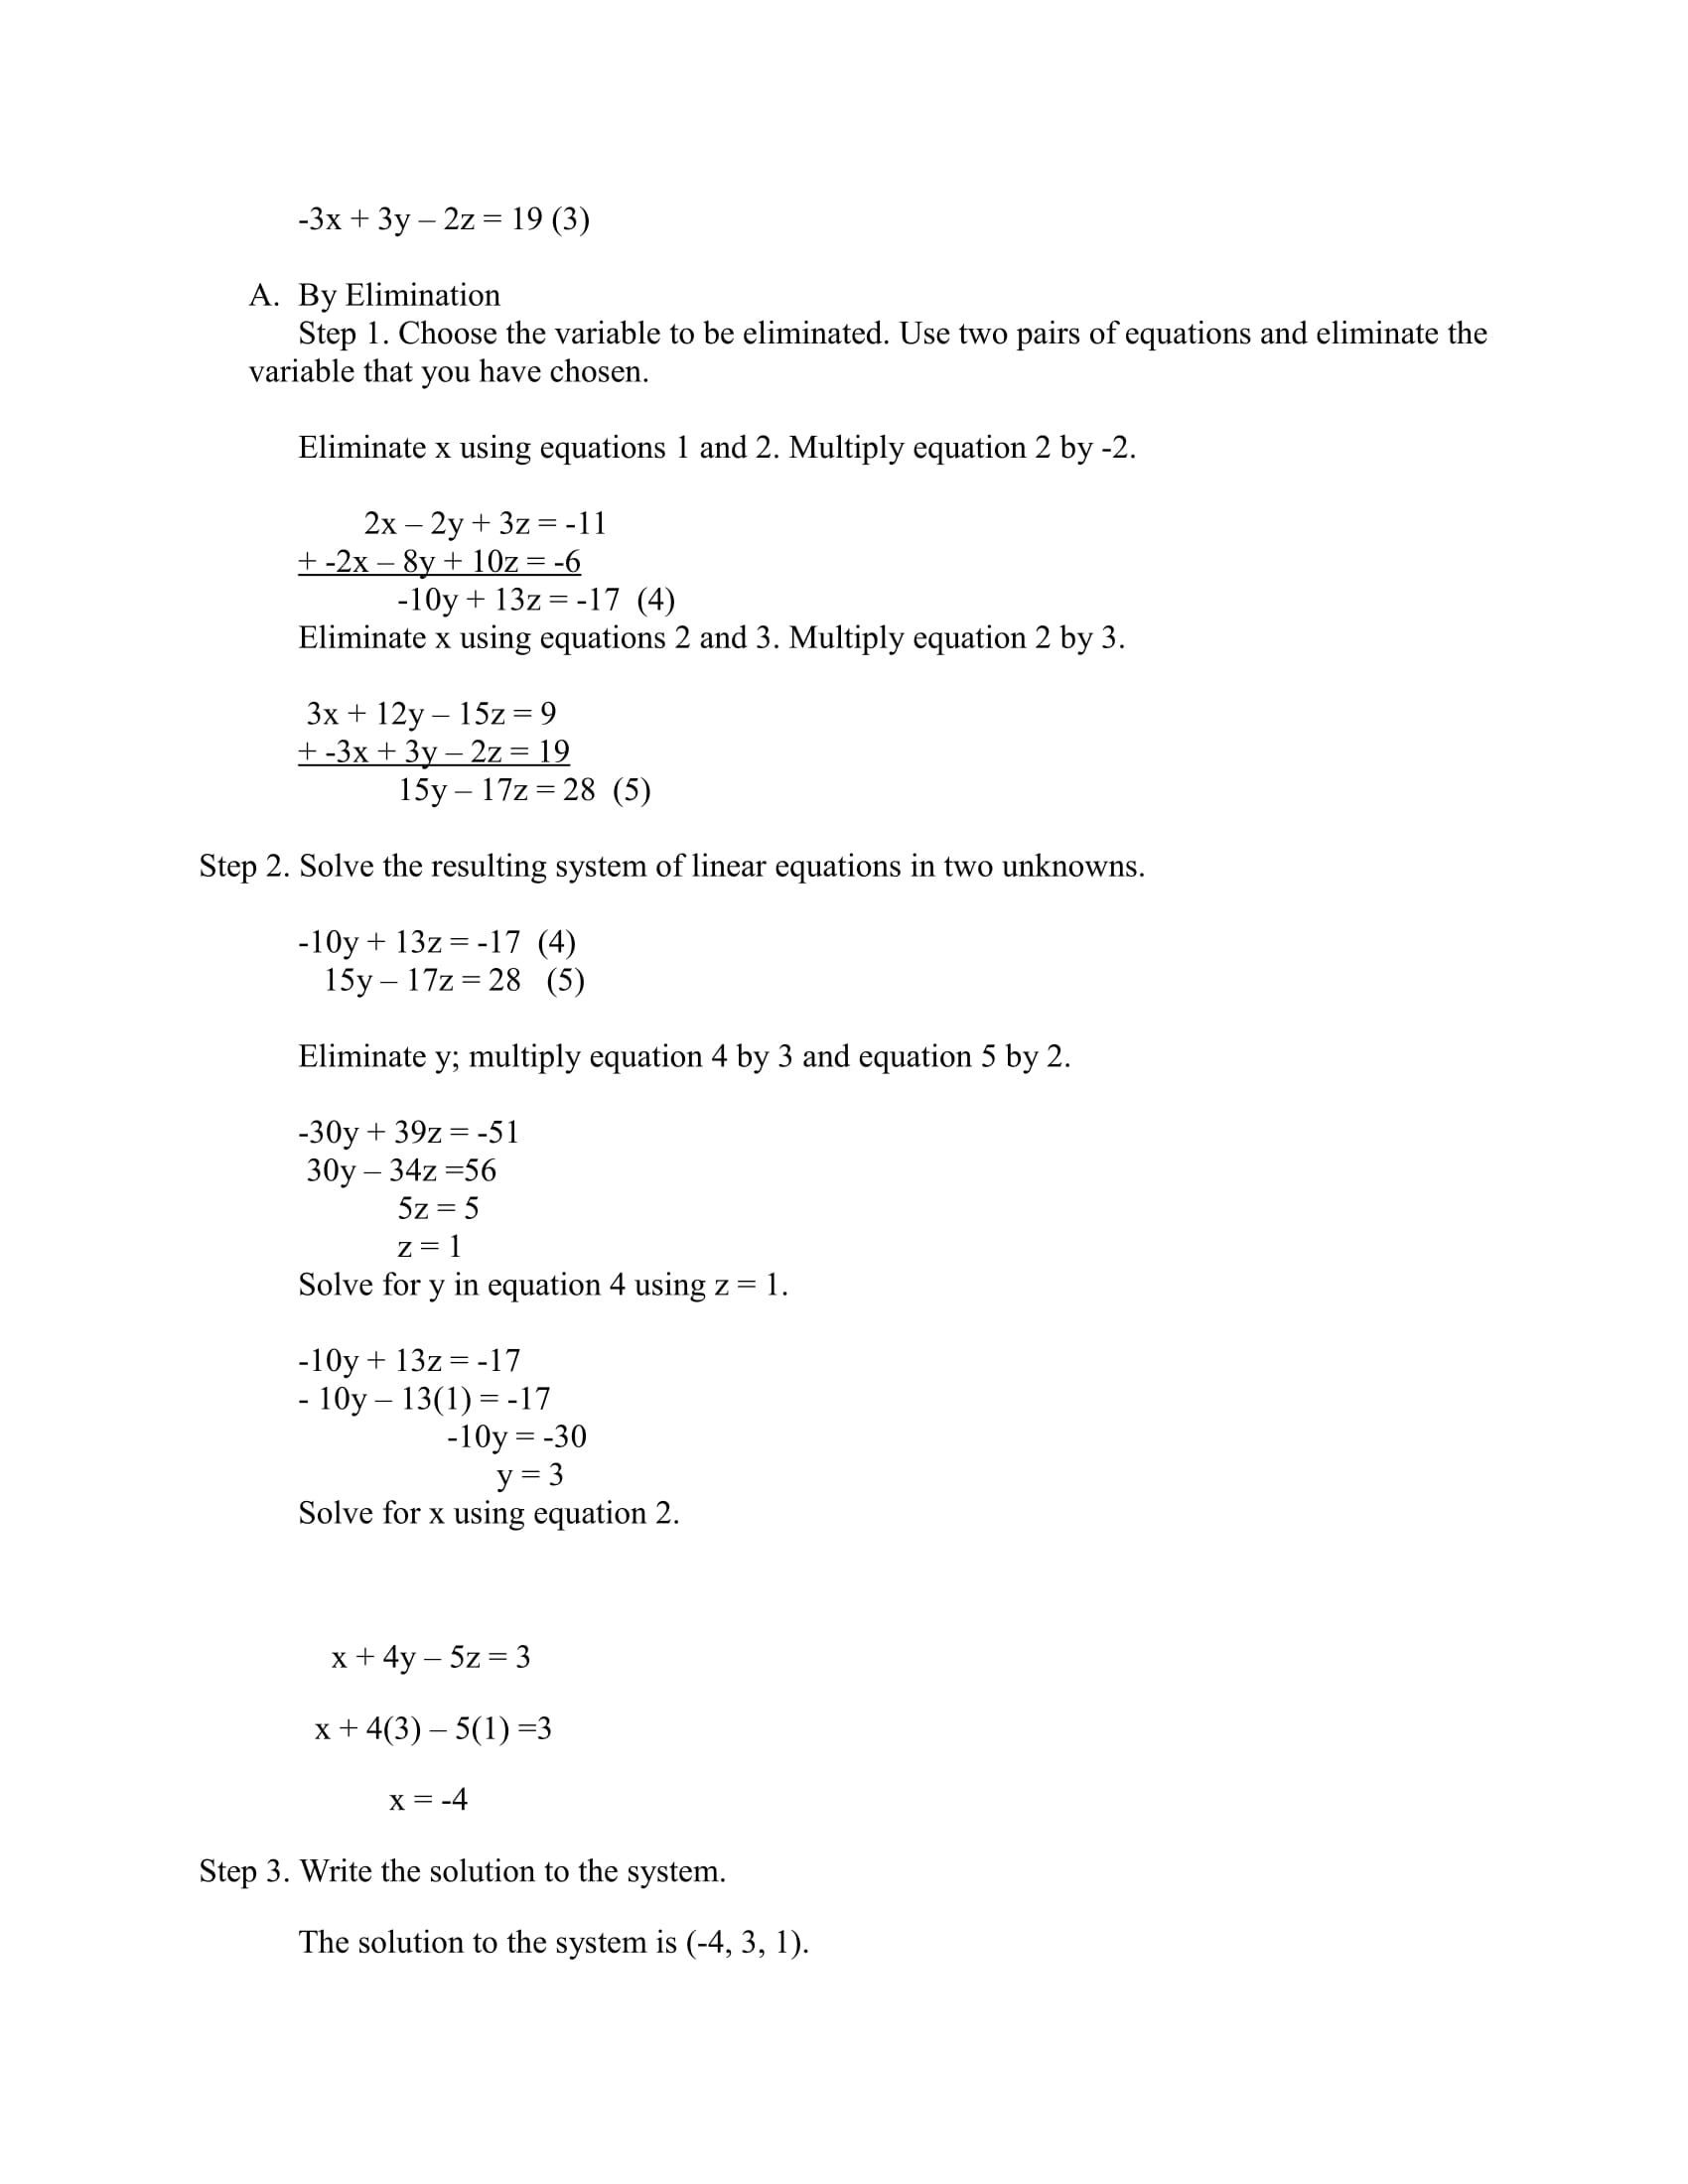 -3x + 3y – 2z = 19 (3)
A. By Elimination
Step 1. Choose the variable to be eliminated. Use two pairs of equations and eliminate the
variable that you have chosen.
Eliminate x using equations 1 and 2. Multiply equation 2 by -2.
2x – 2y + 3z = -11
+ -2x – 8y + 10z = -6
-10y + 13z = -17 (4)
Eliminate x using equations 2 and 3. Multiply equation 2 by 3.
3x + 12y – 15z = 9
+ -3x + 3y – 2z = 19
15y – 17z = 28 (5)
Step 2. Solve the resulting system of linear equations in two unknowns.
-10y + 13z = -17 (4)
15y – 17z = 28 (5)
Eliminate y; multiply equation 4 by 3 and equation 5 by 2.
-30y + 39z = -51
30y – 34z =56
5z = 5
z = 1
Solve for y in equation 4 using z = 1.
-10y + 13z = -17
- 10y – 13(1) = -17
-10y = -30
y = 3
Solve for x using equation 2.
x + 4y – 5z = 3
x + 4(3) – 5(1) =3
x = -4
Step 3. Write the solution to the system.
The solution to the system is (-4, 3, 1).